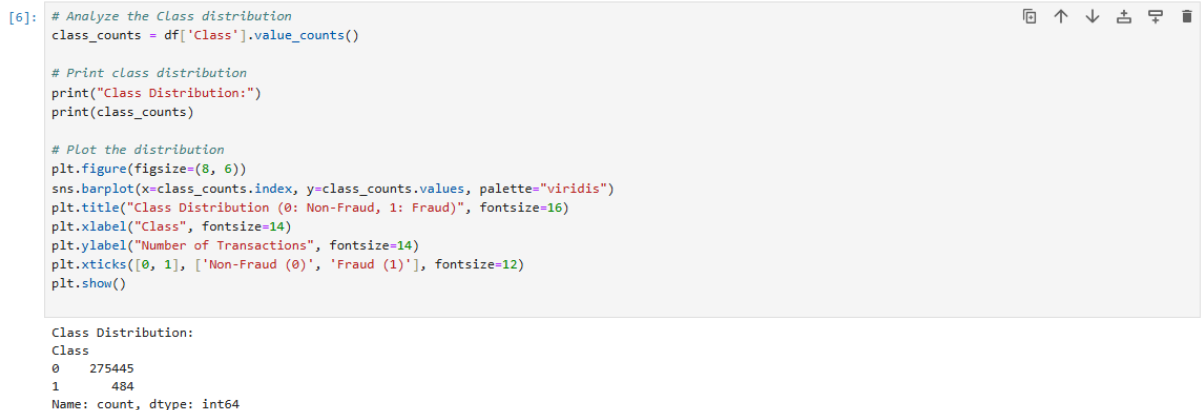 [6]: # Analyze the Class distribution
class_counts = df['Class'].value_counts()
# Print class distribution
print("Class Distribution:")
print(class_counts)
# Plot the distribution
plt.figure(figsize=(8, 6))
sns.barplot(x=class_counts.index, y=class_counts.values, palette="viridis")
plt.title("Class Distribution (0: Non-Fraud, 1: Fraud)", fontsize=16)
plt.xlabel("Class", fontsize=14)
plt.ylabel("Number of Transactions", fontsize=14)
plt.xticks([0, 1], ['Non-Fraud (0)', 'Fraud (1)'], fontsize=12)
plt.show()
Class Distribution:
Class
0    275445
1       484
Name: count, dtype: int64